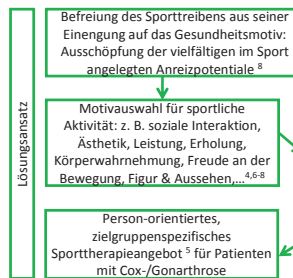 Lösungsansatz
Befreiung des Sporttreibens aus seiner
Einengung auf das Gesundheitsmotiv:
Ausschöpfung der vielfältigen im Sport
angelegten Anreizpotentiale ⁸
Motivauswahl für sportliche
Aktivität: z. B. soziale Interaktion,
Ästhetik, Leistung, Erholung,
Körperwahrnehmung, Freude an der
Bewegung, Figur & Aussehen,…⁴,⁶⁻⁸
Person-orientiertes,
zielgruppenspezifisches
Sporttherapieangebot ⁵ für Patienten
mit Cox-/Gonarthrose